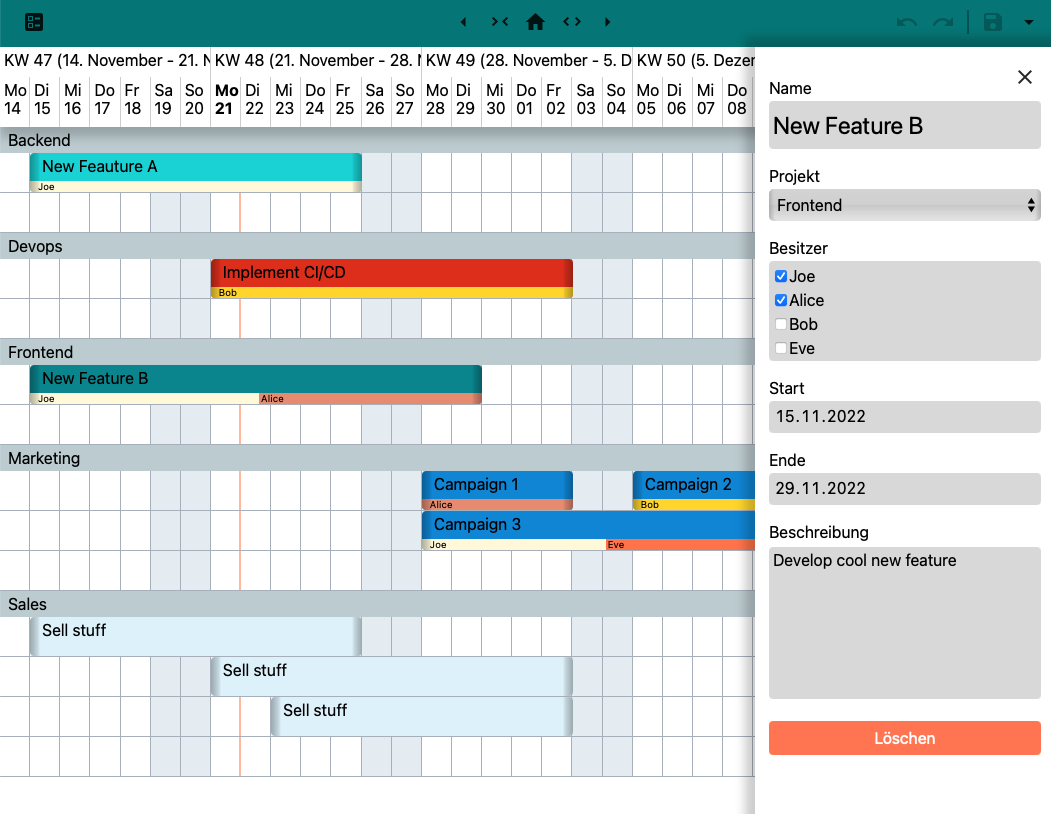 KW 47 (14. November - 21. N
KW 48 (21. November - 28. N
KW 49 (28. November - 5. D
KW 50 (5. Dezer
Mo Di Mi Do Fr Sa So Mo Di Mi Do Fr Sa So Mo Di Mi Do Fr Sa So Mo Di Mi Do
14 15 16 17 18 19 20 21 22 23 24 25 26 27 28 29 30 01 02 03 04 05 06 07 08
Backend
New Feauture A
Joe
Devops
Implement CI/CD
Bob
Frontend
New Feature B
Joe
Alice
Marketing
Campaign 1
Alice
Campaign 2
Bob
Campaign 3
Joe
Eve
Sales
Sell stuff
Sell stuff
Sell stuff
Name
New Feature B
Projekt
Frontend
Besitzer
Joe
Alice
Bob
Eve
Start
15.11.2022
Ende
29.11.2022
Beschreibung
Develop cool new feature
Löschen